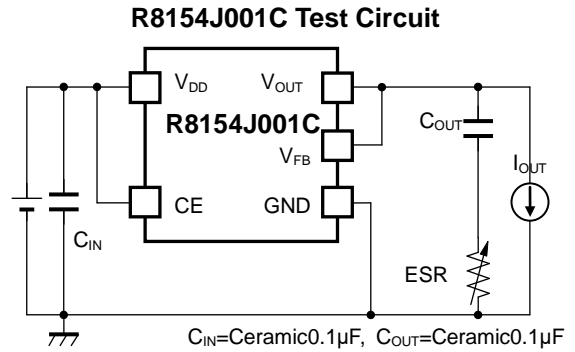 R8154J001C Test Circuit
VDD VOUT
R8154J001C
COUT
VFB
IOUT
CE GND
CIN
ESR
CIN=Ceramic0.1µF, COUT=Ceramic0.1µF